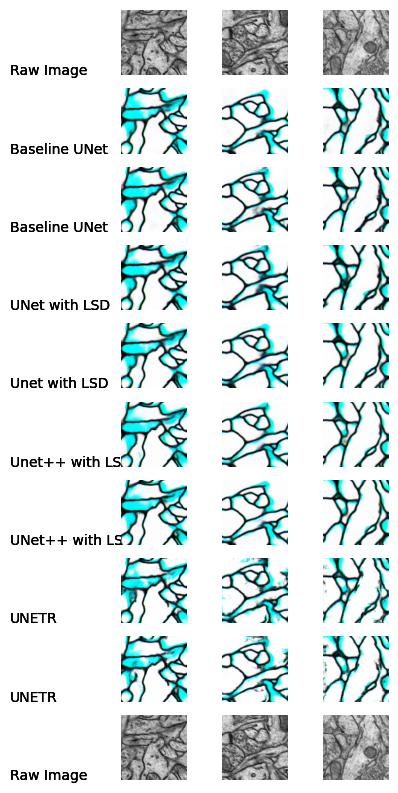 Raw Image
Baseline UNet
Baseline UNet
UNet with LSD
Unet with LSD
Unet++ with LS
UNet++ with LS
UNETR
UNETR
Raw Image